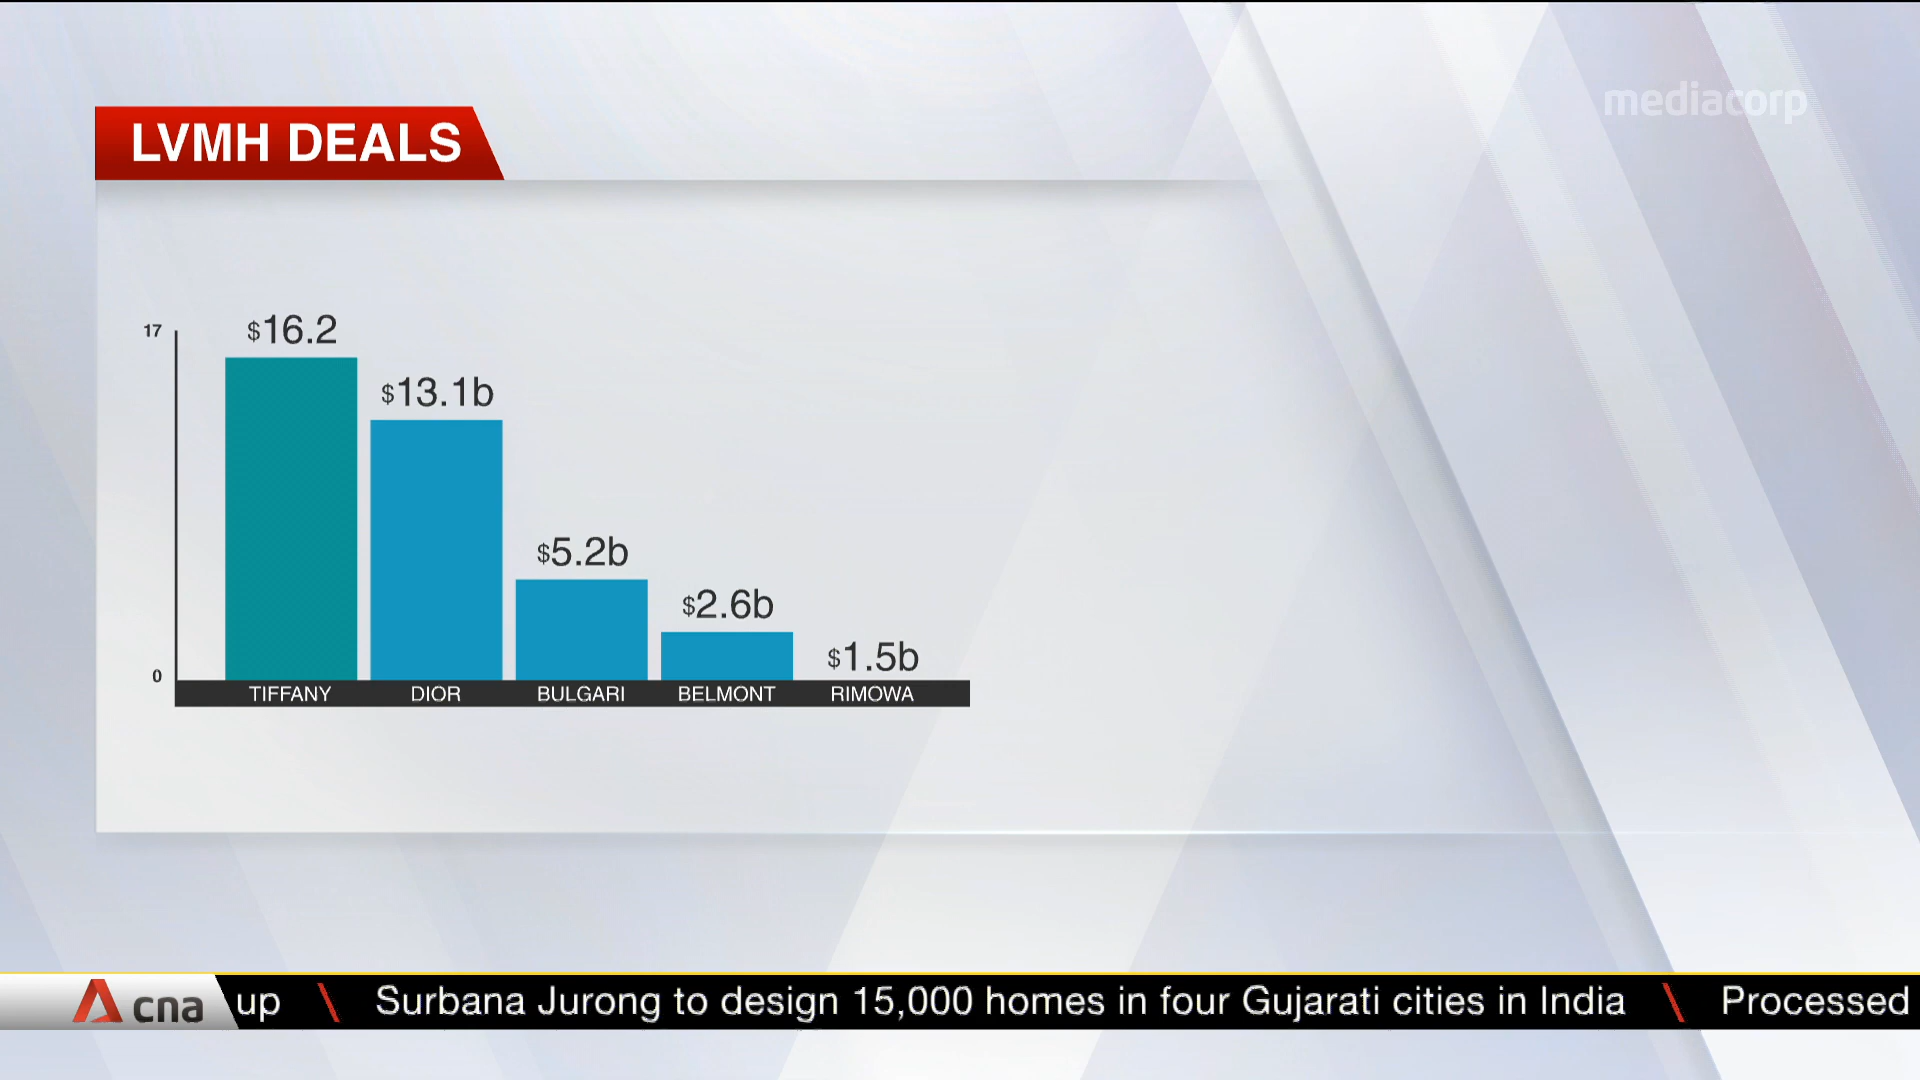 mediacorp
LVMH DEALS
17
$16.2
$13.1b
$5.2b
$2.6b
$1.5b
0
TIFFANY DIOR BULGARI BELMONT RIMOWA
cna up \ Surbana Jurong to design 15,000 homes in four Gujarati cities in India \ Processed